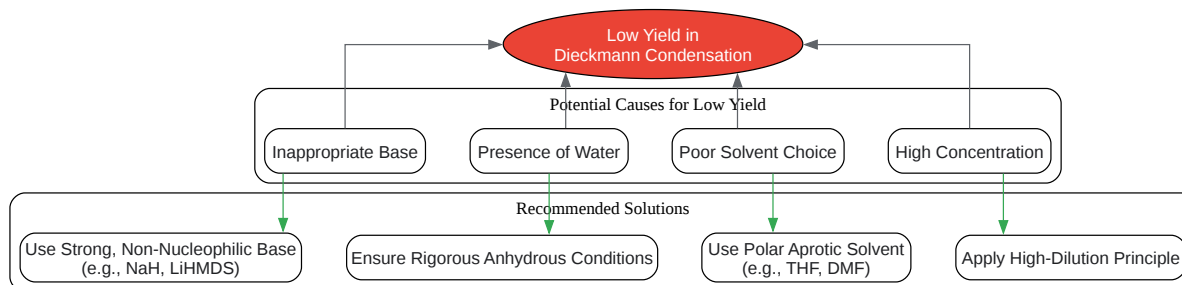 Low Yield in
Dieckmann Condensation
Potential Causes for Low Yield
Inappropriate Base
Presence of Water
Poor Solvent Choice
High Concentration
Recommended Solutions
Use Strong, Non-Nucleophilic Base
(e.g., NaH, LiHMDS)
Ensure Rigorous Anhydrous Conditions
Use Polar Aprotic Solvent
(e.g., THF, DMF)
Apply High-Dilution Principle